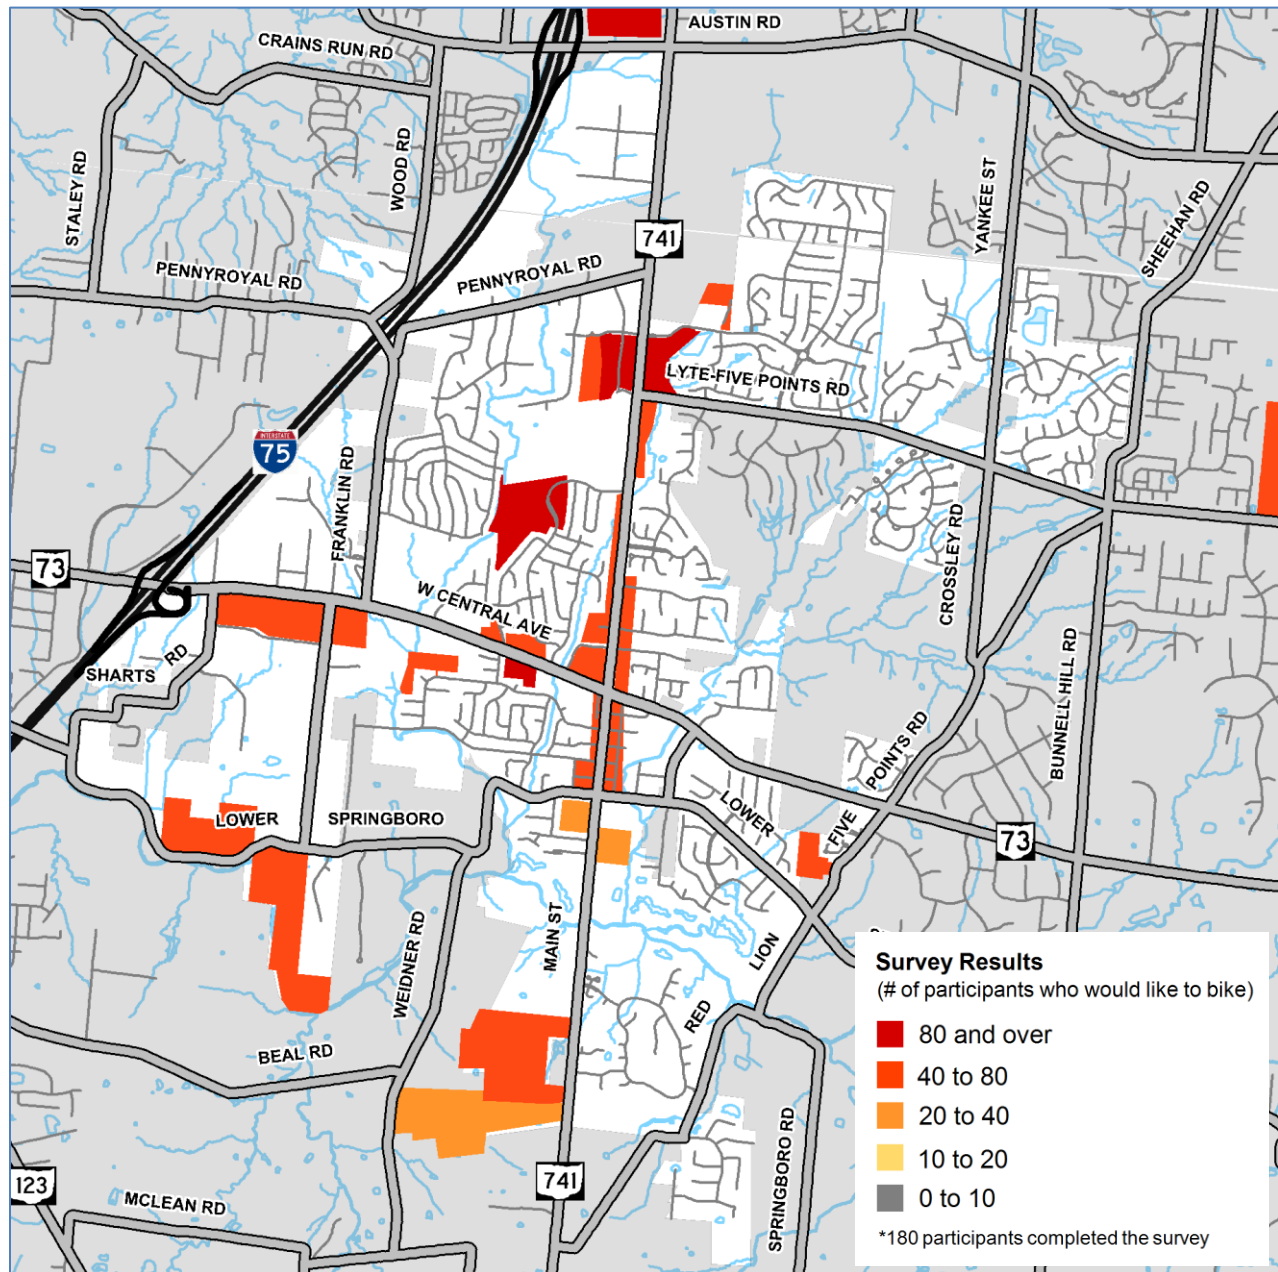 AUSTIN RD
CRAINS RUN RD
STALEY RD
WOOD RD
YANKEE ST
SHEEHAN RD
741
PENNYROYAL RD
PENNYROYAL RD
LYTE-FIVE POINTS RD
INTERSTATE
75
FRANKLIN RD
CROSSLEY RD
73
W CENTRAL AVE
SHARTS RD
BUNNELL HILL RD
FIVE POINTS RD
LOWER SPRINGBORO
LOWER
73
MAIN ST
WEIDNER RD
RED LION
BEAL RD
SPRINGBORO RD
741
123
MCLEAN RD
Survey Results
(# of participants who would like to bike)
80 and over
40 to 80
20 to 40
10 to 20
0 to 10
*180 participants completed the survey